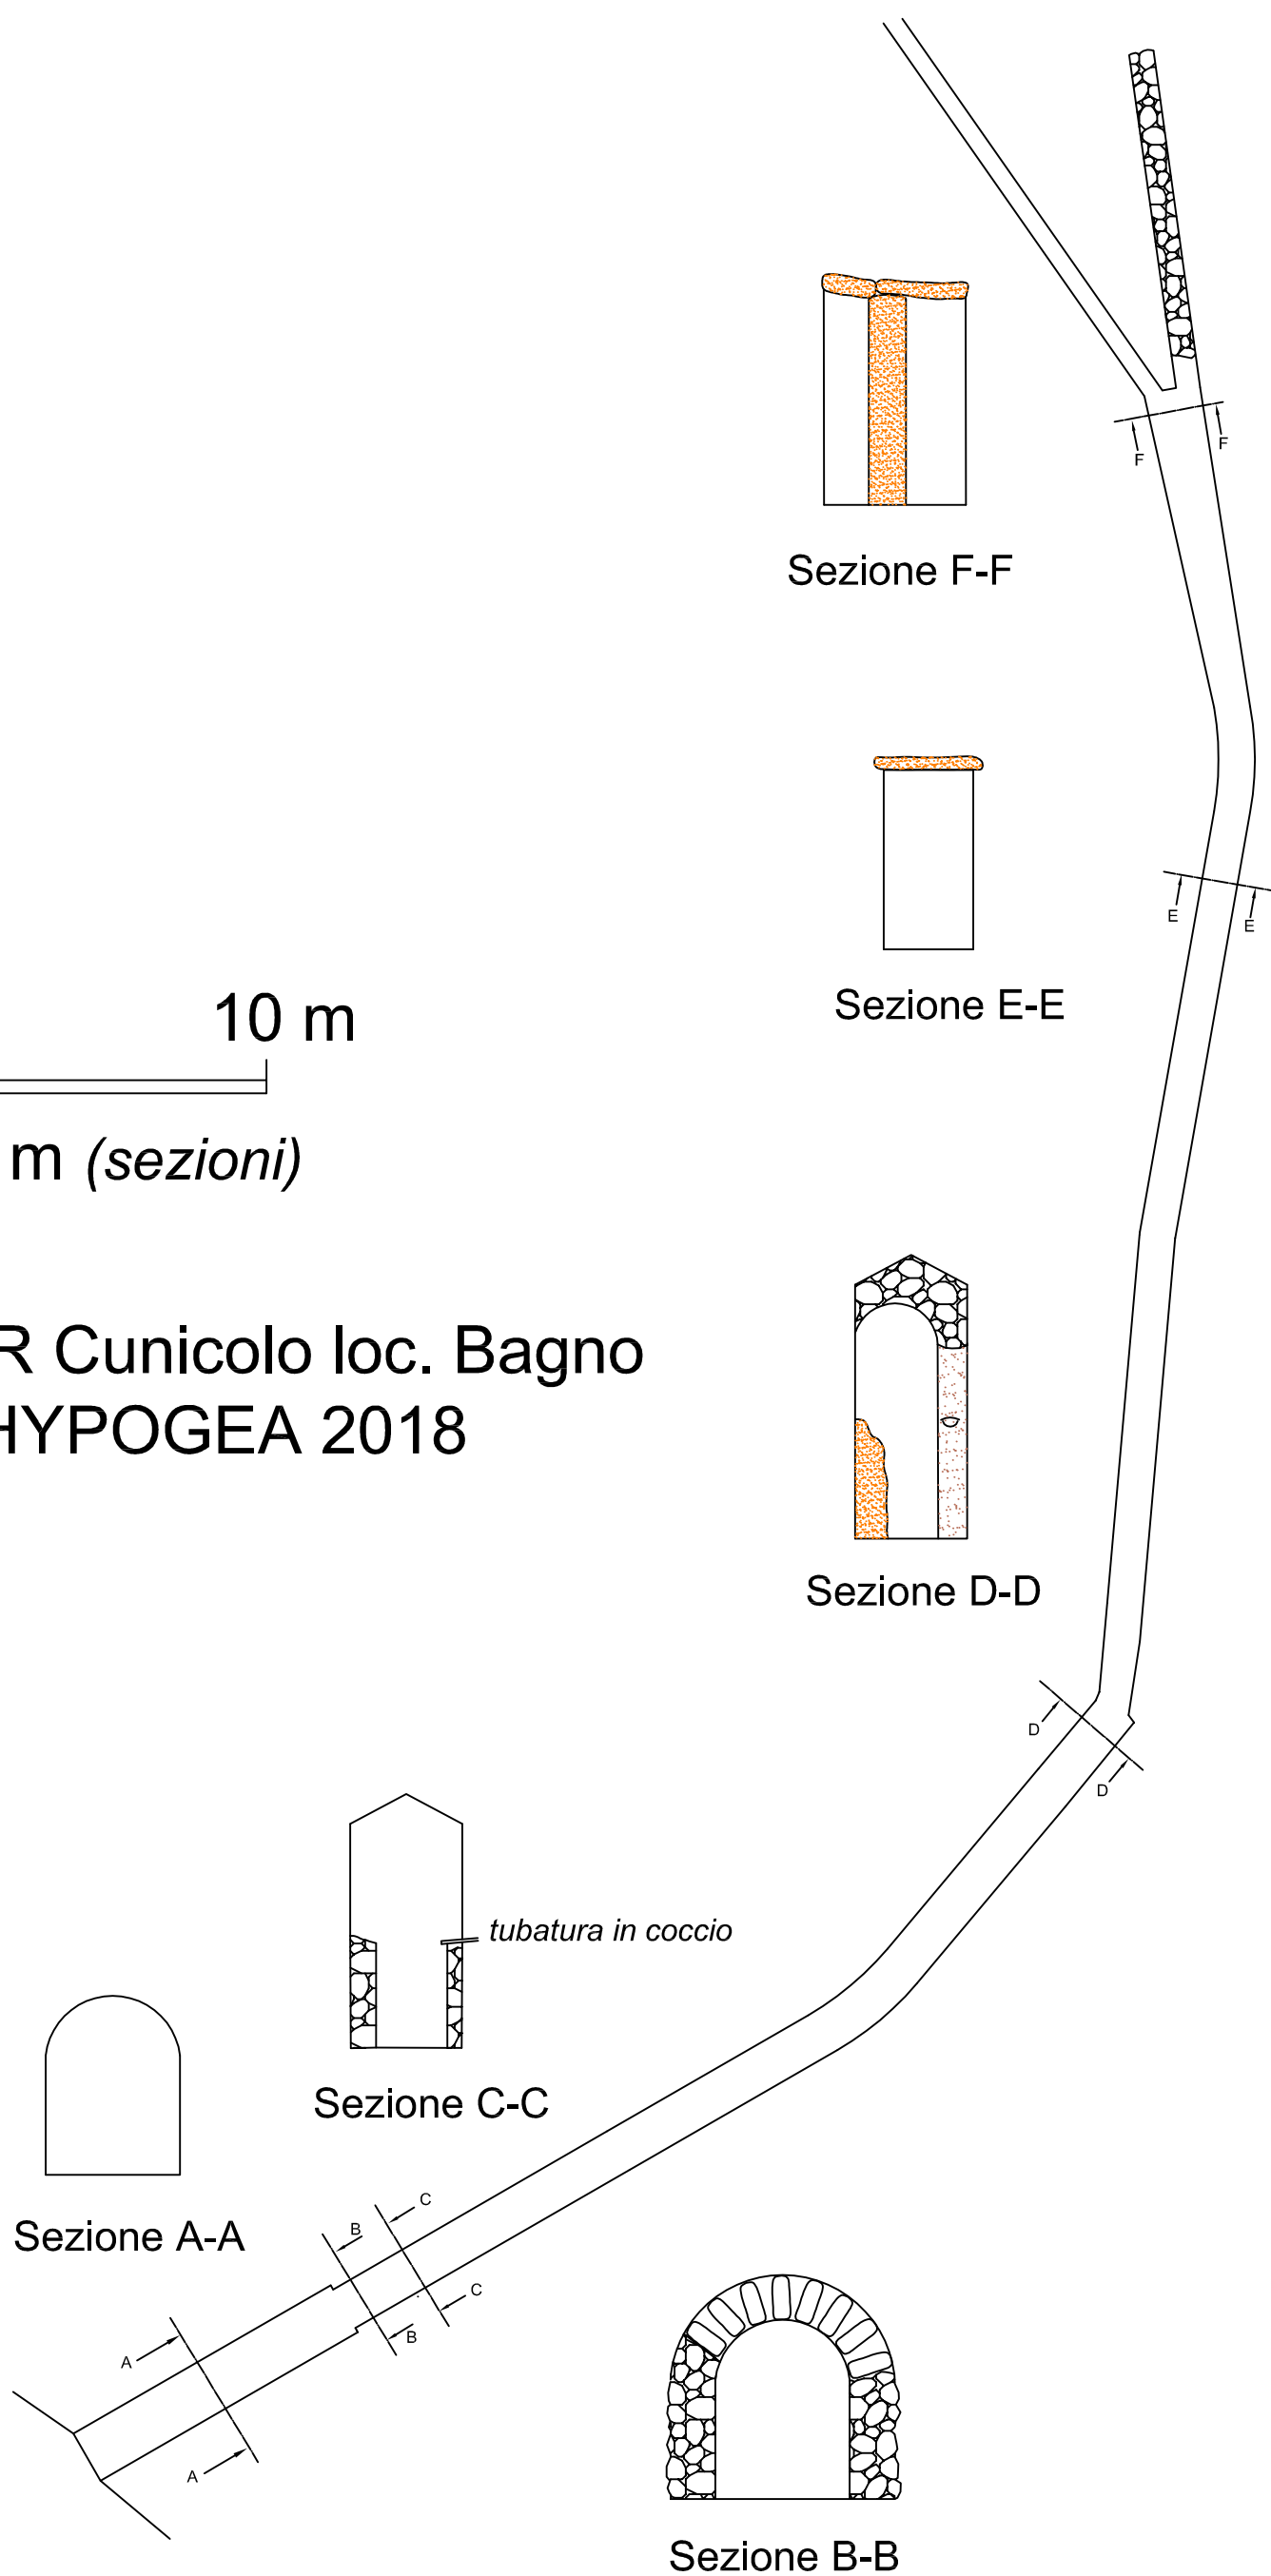 F
F
Sezione F-F
E
E
Sezione E-E
10 m
m (sezioni)
R Cunicolo loc. Bagno
HYPOGEA 2018
Sezione D-D
D
D
tubatura in coccio
Sezione C-C
Sezione A-A
C
B
C
B
A
A
Sezione B-B